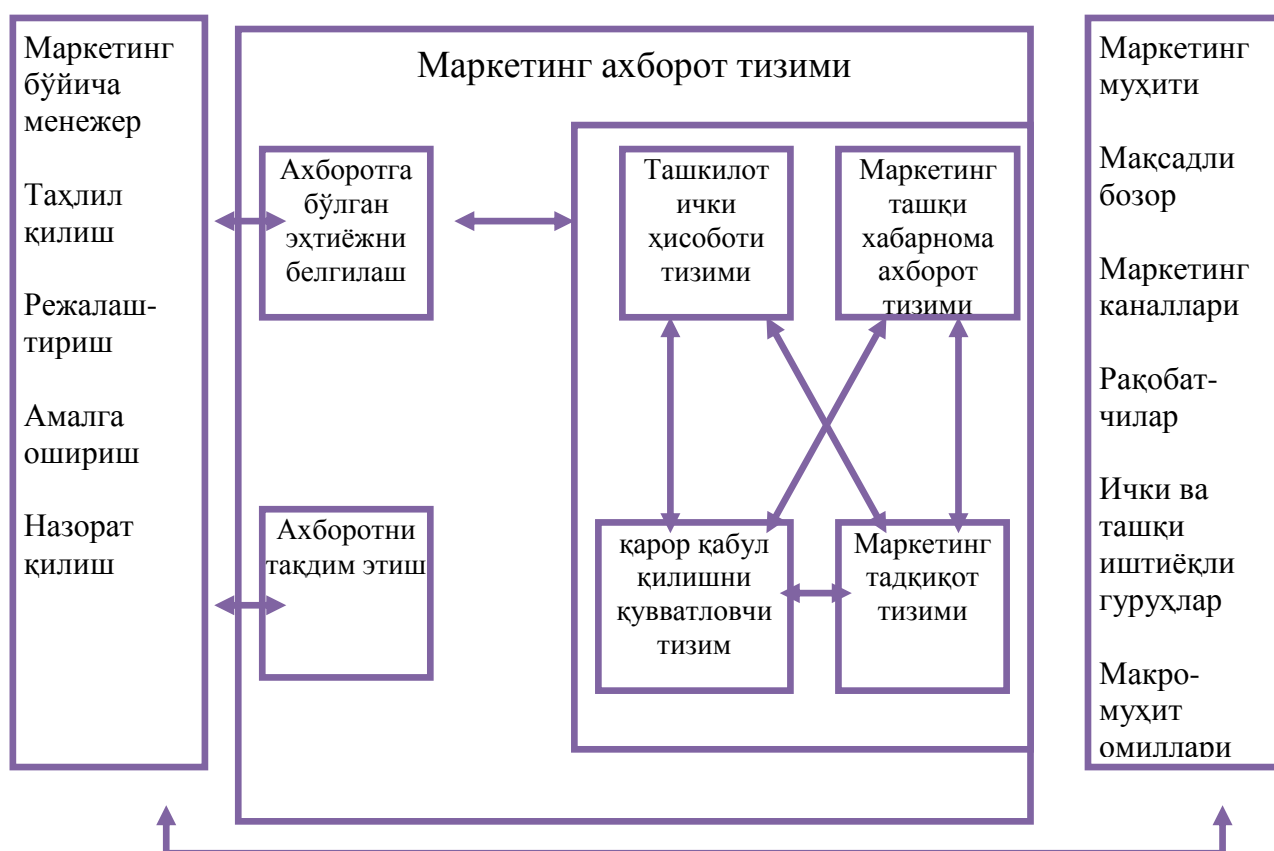 Маркетинг
бўйича
менежер
Таҳлил
қилиш
Режалаш-
тириш
Амалга
ошириш
Назорат
қилиш
Маркетинг ахборот тизими
Ахборотга
бўлган
эҳтиёжни
белгилаш
Ахборотни
тақдим этиш
Ташкилот
ички
ҳисоботи
тизими
Маркетинг
ташқи
хабарнома
ахборот
тизими
қарор қабул
қилишни
қувватловчи
тизим
Маркетинг
тадқиқот
тизими
Маркетинг
муҳити
Мақсадли
бозор
Маркетинг
каналлари
Рақобат-
чилар
Ички ва
ташқи
иштиёқли
гуруҳлар
Макро-
муҳит
омиллари